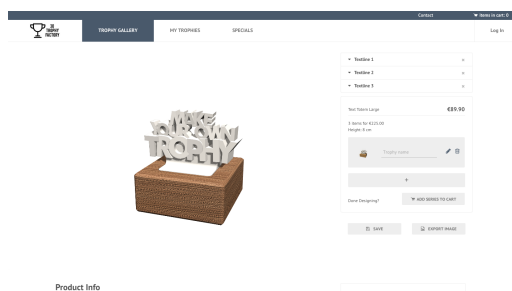 Contact
Items in cart: 0
3D
TROPHY
FACTORY
TROPHY GALLERY
MY TROPHIES
SPECIALS
Log In
Textline 1
Textline 2
Textline 3
MAKE
YOUR OWN
TROPHY
Text Totem Large
€89.90
3 items for €225.00
Height: 8 cm
Trophy name
+
Done Designing?
ADD SERIES TO CART
SAVE
EXPORT IMAGE
Product Info